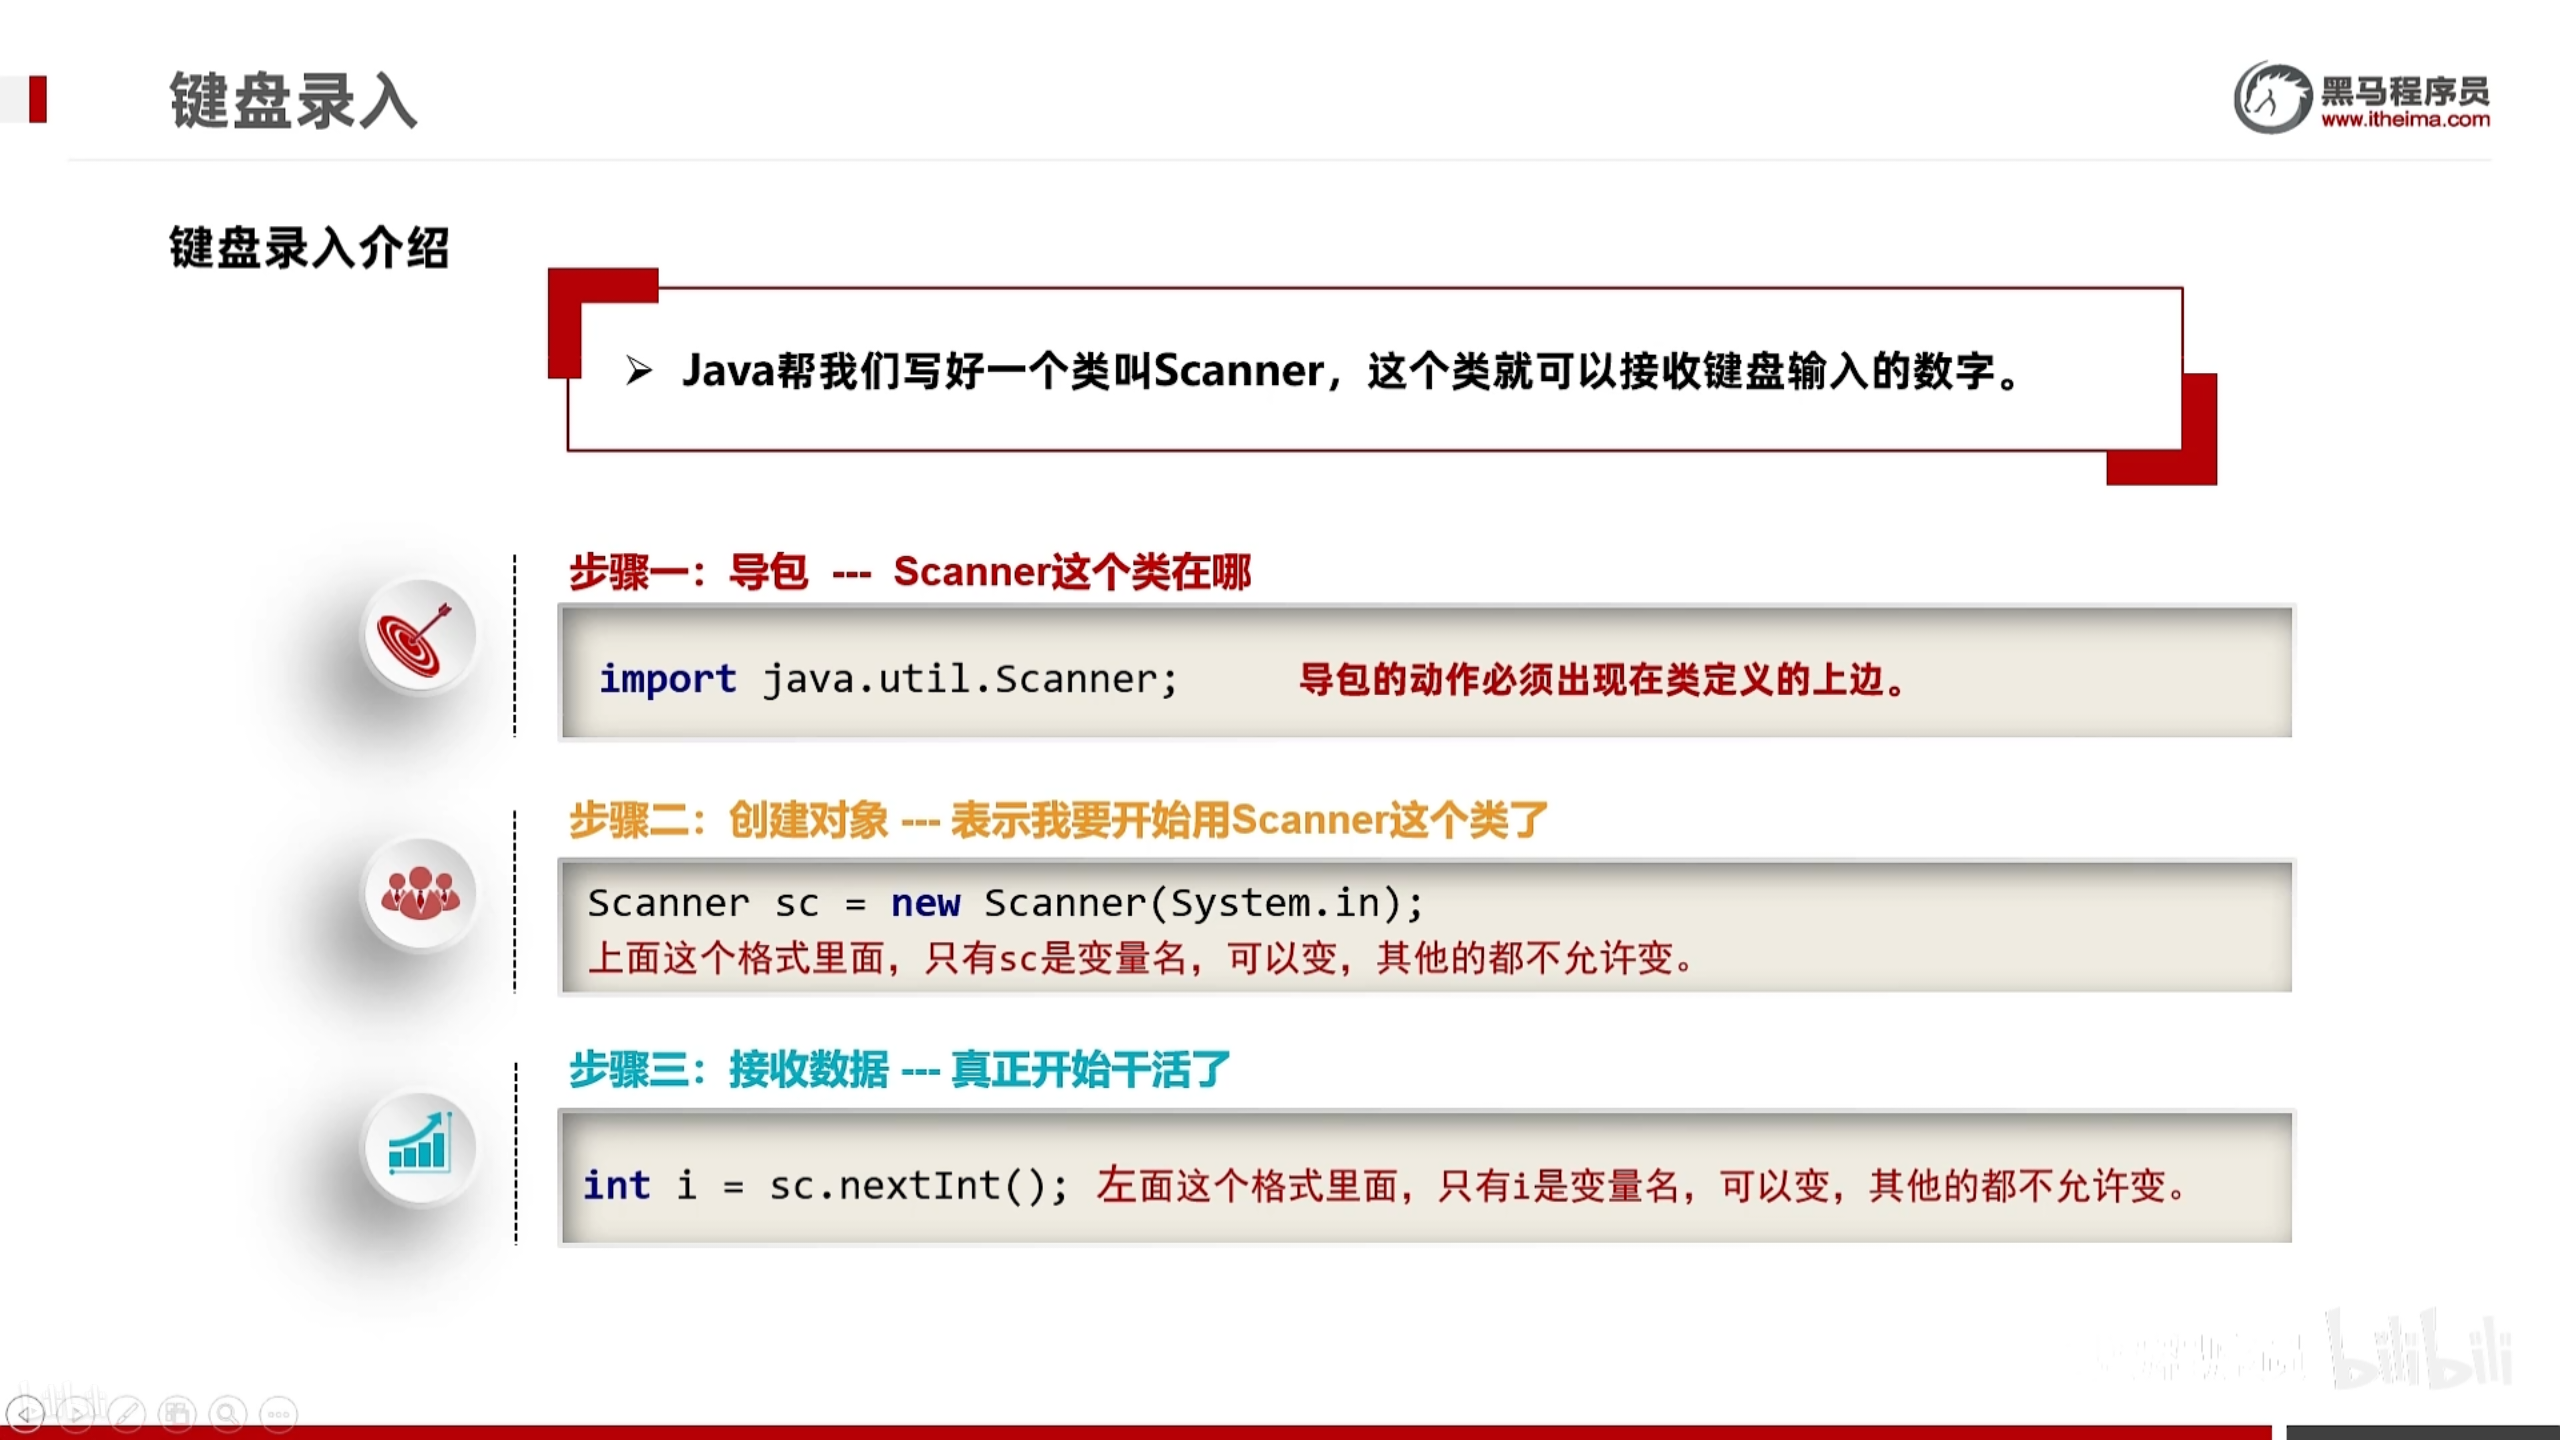 键盘录入
黑马程序员
www.itheima.com
键盘录入介绍
➢ Java帮我们写好一个类叫Scanner，这个类就可以接收键盘输入的数字。
步骤一：导包 --- Scanner这个类在哪
import java.util.Scanner; 导包的动作必须出现在类定义的上边。
步骤二：创建对象 --- 表示我要开始用Scanner这个类了
Scanner sc = new Scanner(System.in);
上面这个格式里面，只有sc是变量名，可以变，其他的都不允许变。
步骤三：接收数据 --- 真正开始干活了
int i = sc.nextInt(); 左面这个格式里面，只有i是变量名，可以变，其他的都不允许变。
bilibili
bilibili